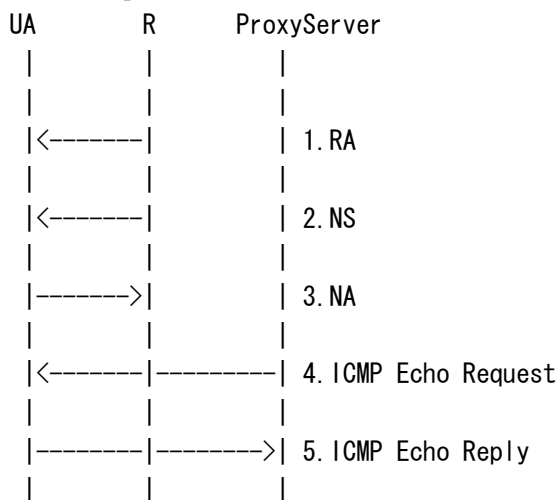 UA R ProxyServer
| | |
| | |
|<-------| | 1.RA
| | |
|<-------| | 2.NS
| | |
|------->| | 3.NA
| | |
|<-------|---------| 4.ICMP Echo Request
| | |
|--------|-------->| 5.ICMP Echo Reply
| | |